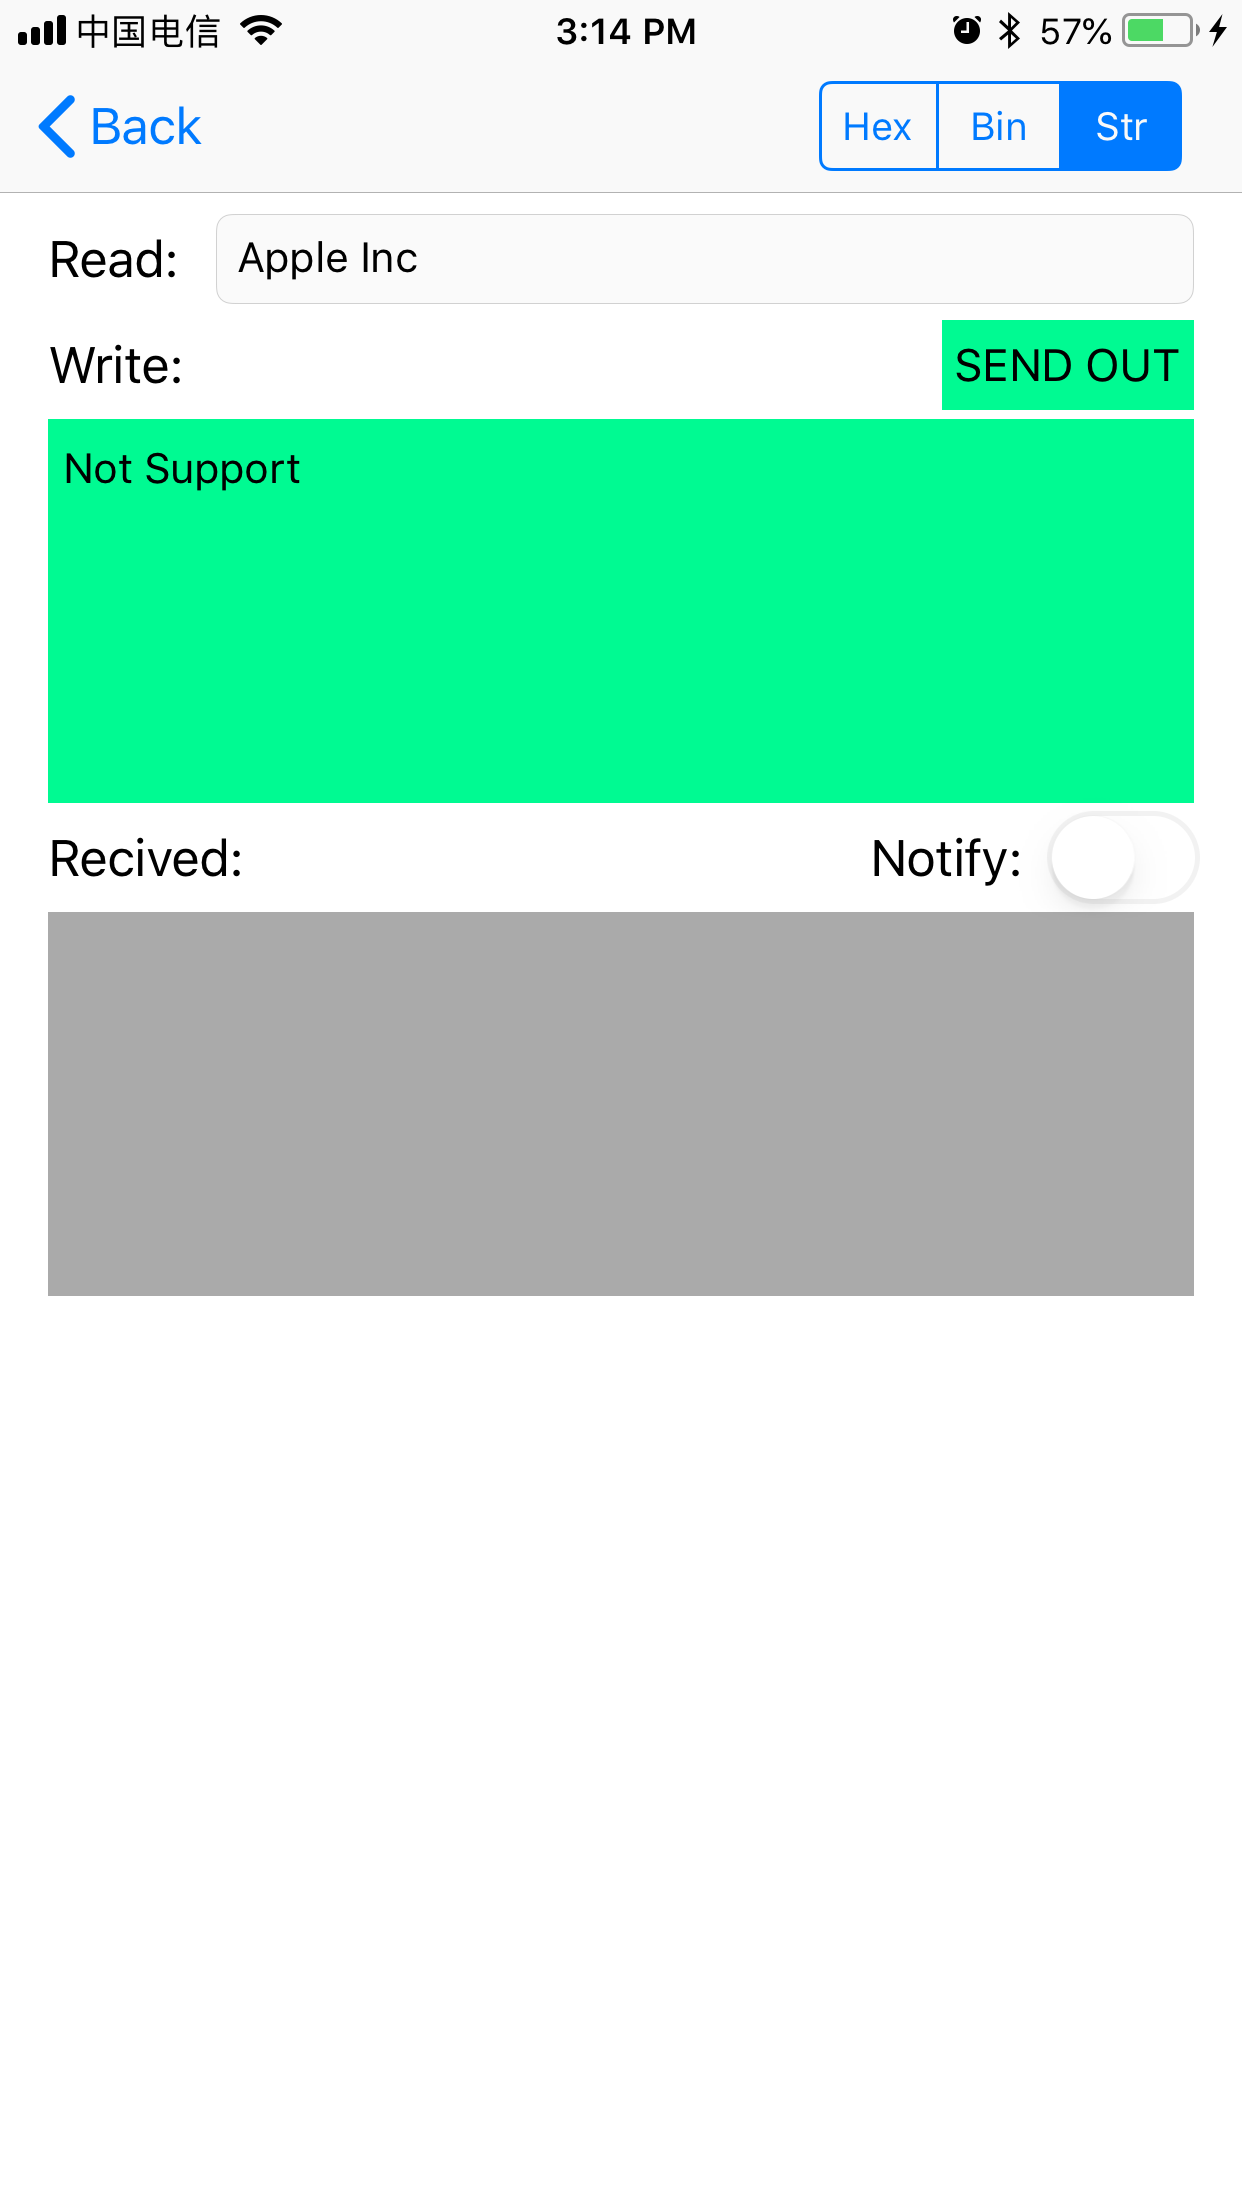 中国电信 3:14 PM 57%
Back Hex Bin Str
Read: Apple Inc
Write: SEND OUT
Not Support
Recived: Notify: